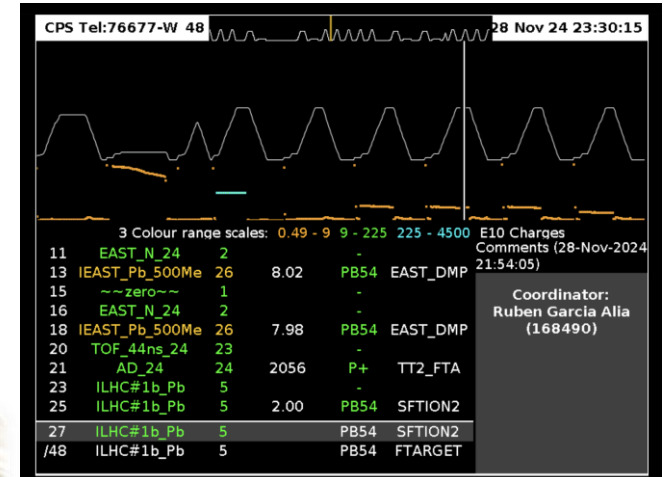 CPS Tel:76677-W 48 28 Nov 24 23:30:15
3 Colour range scales: 0.49 - 9 9 - 225 225 - 4500 E10 Charges
Comments (28-Nov-2024
21:54:05)
11 EAST_N_24 2 -
13 IEAST_Pb_500Me 26 8.02 PB54 EAST_DMP
15 ~~zero~~ 1 -
16 EAST_N_24 2 -
18 IEAST_Pb_500Me 26 7.98 PB54 EAST_DMP
20 TOF_44ns_24 23 -
21 AD_24 24 2056 P+ TT2_FTA
23 ILHC#1b_Pb 5 -
25 ILHC#1b_Pb 5 2.00 PB54 SFTION2
27 ILHC#1b_Pb 5 PB54 SFTION2
/48 ILHC#1b_Pb 5 PB54 FTARGET
Coordinator:
Ruben Garcia Alia
(168490)